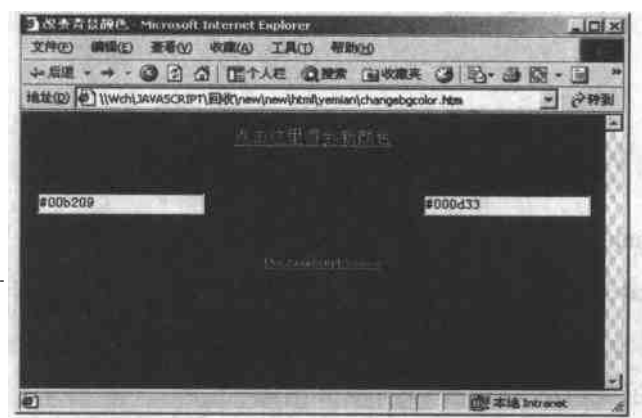 改变背景颜色 - Microsoft Internet Explorer
文件(F) 编辑(E) 查看(V) 收藏(A) 工具(T) 帮助(H)
后退 个人栏 搜索 收藏夹
地址(D) \\Wch\JAVASCRIPT\回收\new\new\html\yemian\changebgcolor.htm 转到
#00b209 #000d33
本地 Intranet